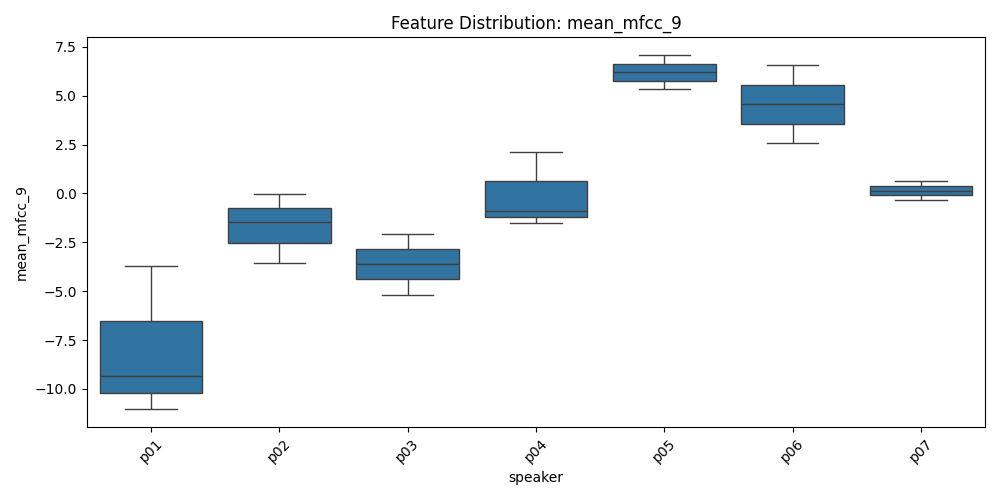 Feature Distribution: mean_mfcc_9
mean_mfcc_9
7.5
5.0
2.5
0.0
−2.5
−5.0
−7.5
−10.0
p01
p02
p03
p04
p05
p06
p07
speaker